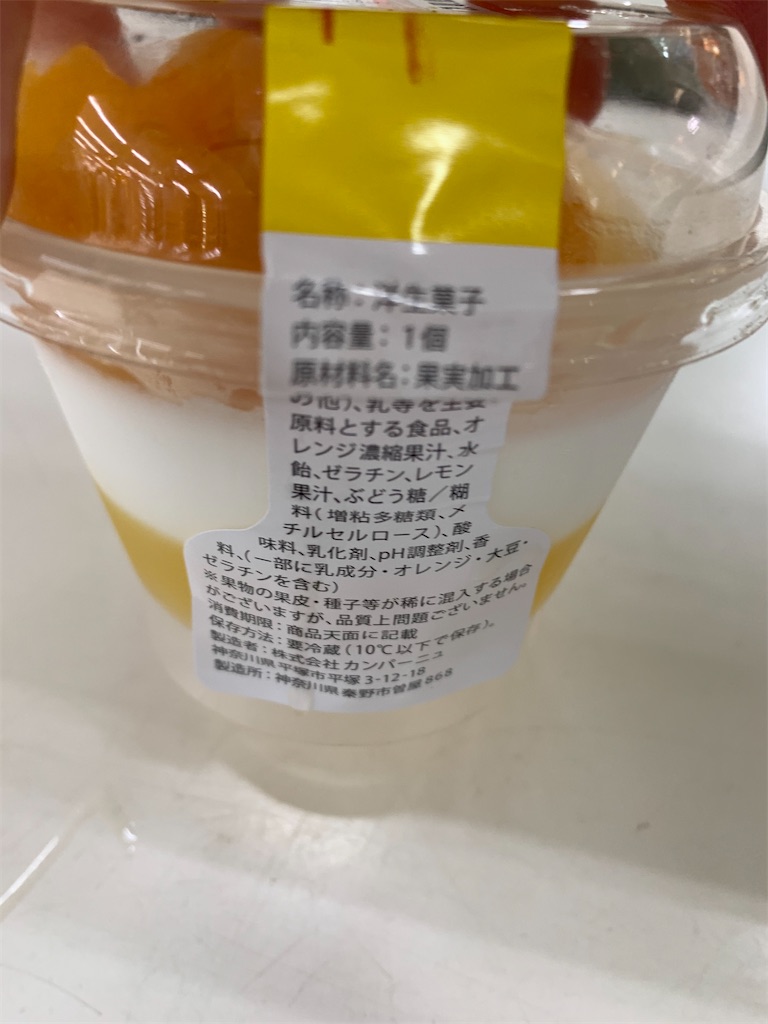 名称：洋生菓子
内容量：1個
原材料名：果実加工
の他)、乳等を主要
原料とする食品、オ
レンジ濃縮果汁、水
飴、ゼラチン、レモン
果汁、ぶどう糖／糊
料(増粘多糖類、メ
チルセルロース)、酸
味料、乳化剤、pH調整剤、香
料、(一部に乳成分・オレンジ・大豆・
ゼラチンを含む)
※果物の果皮・種子等が稀に混入する場合
がございますが、品質上問題ございません。
消費期限：商品天面に記載
保存方法：要冷蔵(10℃以下で保存)。
製造者：株式会社 カンパーニュ
神奈川県平塚市平塚3-12-18
製造所：神奈川県秦野市曾屋868